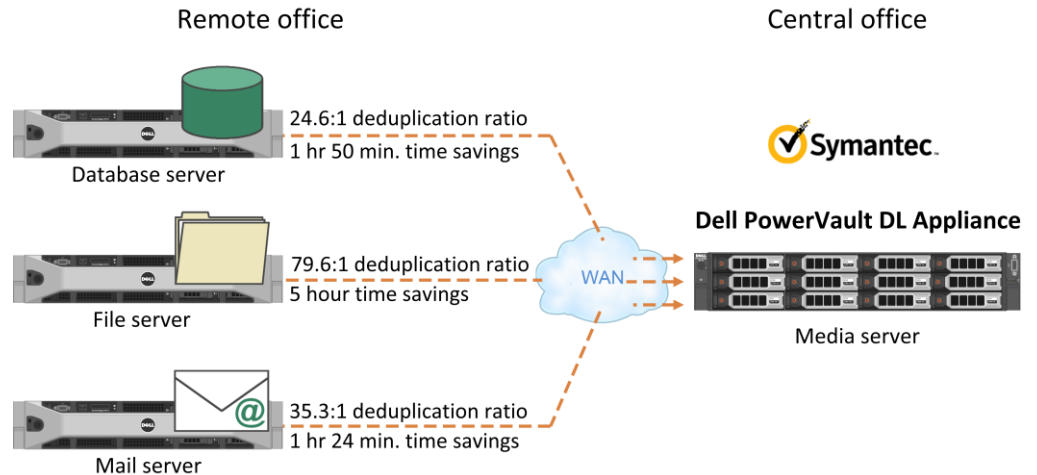 Remote office
Central office
24.6:1 deduplication ratio
1 hr 50 min. time savings
Database server
Symantec.
Dell PowerVault DL Appliance
79.6:1 deduplication ratio
WAN
5 hour time savings
File server
Media server
35.3:1 deduplication ratio
@
1 hr 24 min. time savings
Mail server